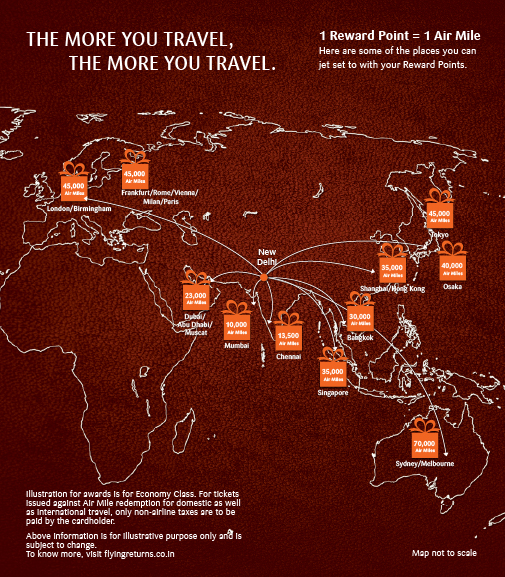 THE MORE YOU TRAVEL,
THE MORE YOU TRAVEL.
1 Reward Point = 1 Air Mile
Here are some of the places you can
jet set to with your Reward Points.
45,000
Air Miles
London/Birmingham
45,000
Air Miles
Frankfurt/Rome/Vienna/
Milan/Paris
45,000
Air Miles
Tokyo
New
Delhi
35,000
Air Miles
Shanghai/Hong Kong
40,000
Air Miles
Osaka
23,000
Air Miles
Dubai/
Abu Dhabi/
Muscat
10,000
Air Miles
Mumbai
13,500
Air Miles
Chennai
30,000
Air Miles
Bangkok
35,000
Air Miles
Singapore
70,000
Air Miles
Sydney/Melbourne
Illustration for awards is for Economy Class. For tickets
issued against Air Mile redemption for domestic as well
as international travel, only non-airline taxes are to be
paid by the cardholder.
Above information is for illustrative purpose only and is
subject to change.
To know more, visit flyingreturns.co.in
Map not to scale